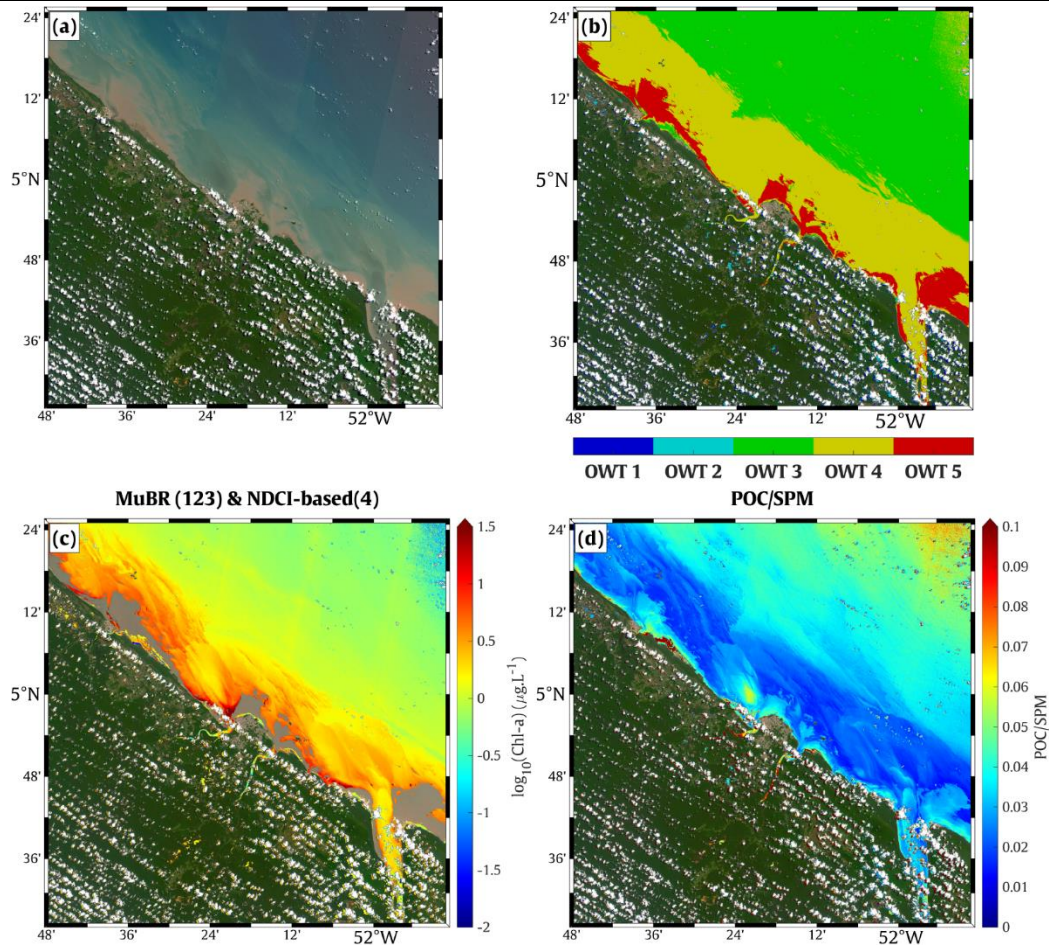 (a)
24'
12'
5°N
48'
36'
48'
36'
24'
12'
52°W
(b)
24'
12'
5°N
48'
36'
48'
36'
24'
12'
52°W
OWT 1
OWT 2
OWT 3
OWT 4
OWT 5
MuBR (123) & NDCI-based(4)
(c)
24'
12'
5°N
48'
36'
48'
36'
24'
12'
52°W
1.5
1
0.5
0
-0.5
-1
-1.5
-2
log10(Chl-a) (μg.L-1)
POC/SPM
(d)
24'
12'
5°N
48'
36'
48'
36'
24'
12'
52°W
0.1
0.09
0.08
0.07
0.06
0.05
0.04
0.03
0.02
0.01
0
POC/SPM